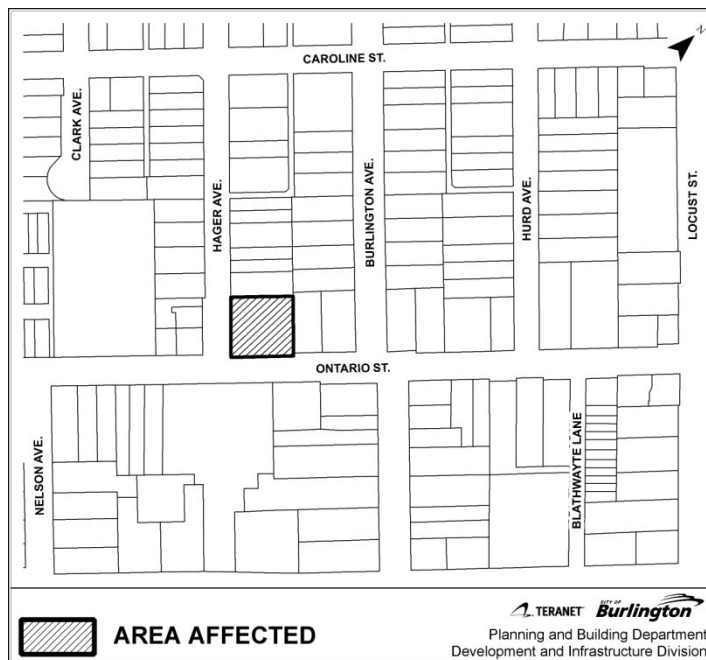 N
CAROLINE ST.
CLARK AVE.
HAGER AVE.
BURLINGTON AVE.
HURD AVE.
LOCUST ST.
ONTARIO ST.
NELSON AVE.
BLATHWAYTE LANE
AREA AFFECTED
TERANET
CITY OF
Burlington
Planning and Building Department
Development and Infrastructure Division